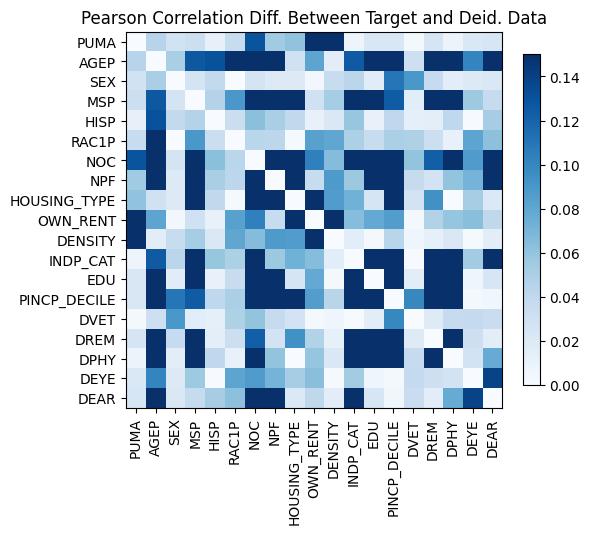 Pearson Correlation Diff. Between Target and Deid. Data
PUMA
AGEP
SEX
MSP
HISP
RAC1P
NOC
NPF
HOUSING_TYPE
OWN_RENT
DENSITY
INDP_CAT
EDU
PINCP_DECILE
DVET
DREM
DPHY
DEYE
DEAR
PUMA
AGEP
SEX
MSP
HISP
RAC1P
NOC
NPF
HOUSING_TYPE
OWN_RENT
DENSITY
INDP_CAT
EDU
PINCP_DECILE
DVET
DREM
DPHY
DEYE
DEAR
0.14
0.12
0.10
0.08
0.06
0.04
0.02
0.00